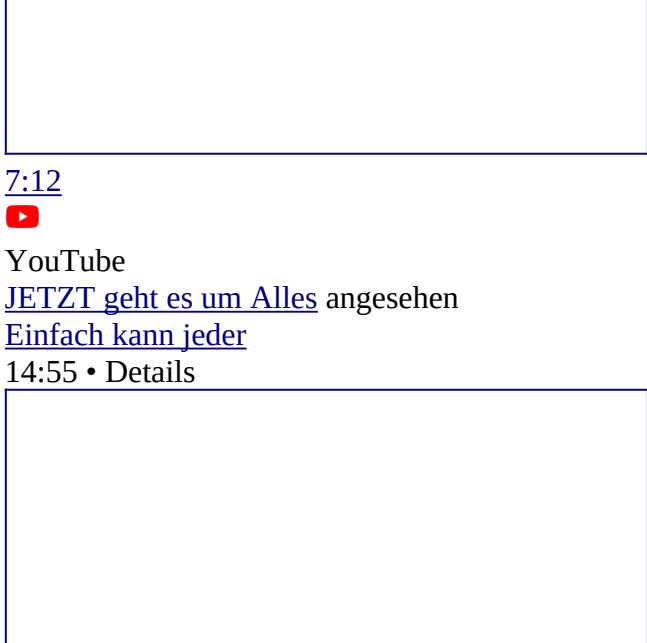 7:12
YouTube
JETZT geht es um Alles angesehen
Einfach kann jeder
14:55 • Details